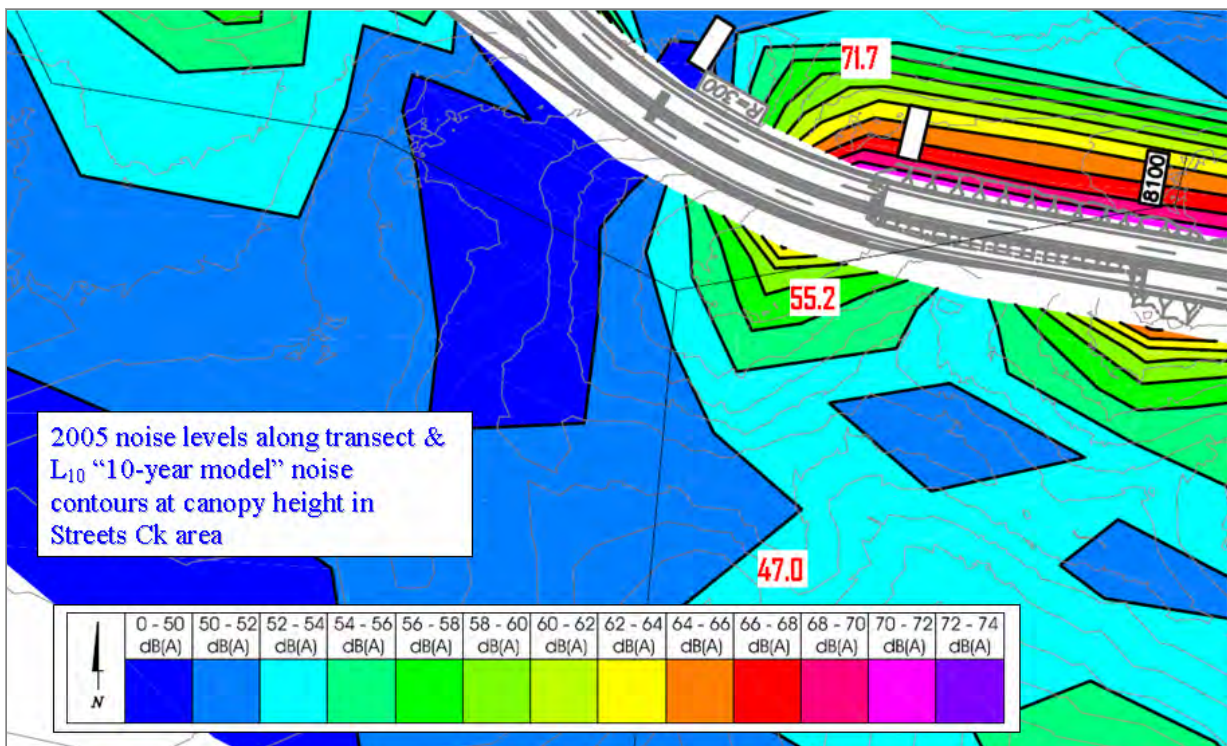 71.7
R=300
8100
55.2
2005 noise levels along transect &
L₁₀ “10-year model” noise
contours at canopy height in
Streets Ck area
47.0
N
0 - 50 dB(A)
50 - 52 dB(A)
52 - 54 dB(A)
54 - 56 dB(A)
56 - 58 dB(A)
58 - 60 dB(A)
60 - 62 dB(A)
62 - 64 dB(A)
64 - 66 dB(A)
66 - 68 dB(A)
68 - 70 dB(A)
70 - 72 dB(A)
72 - 74 dB(A)